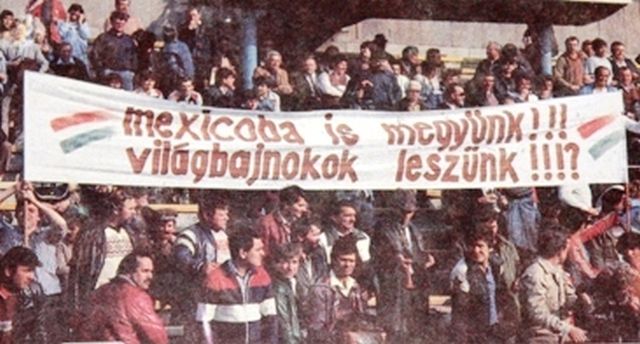 mexicoba is megyünk!!!
világbajnokok leszünk!!!?